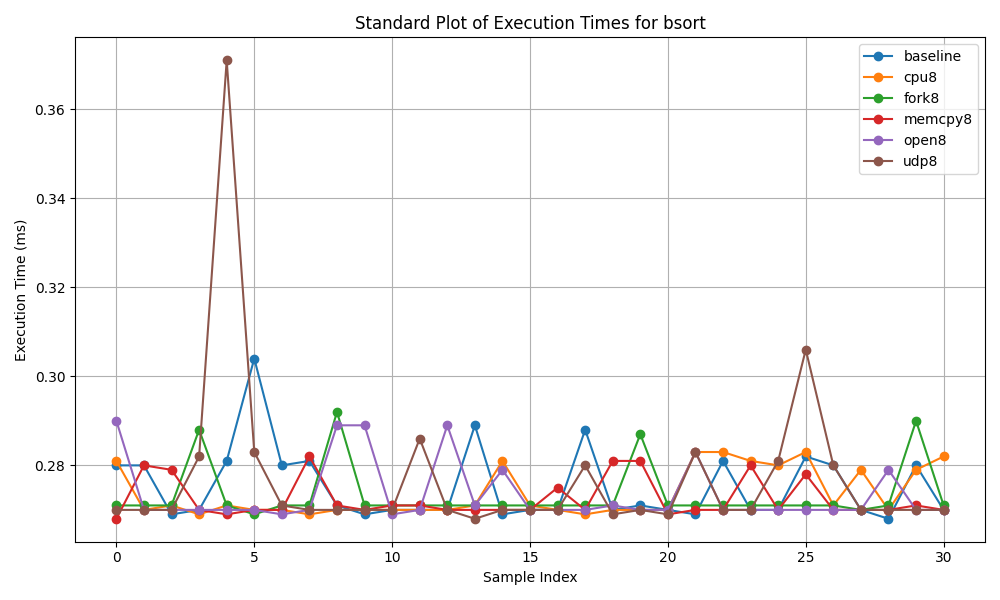 Standard Plot of Execution Times for bsort
baseline
cpu8
fork8
memcpy8
open8
udp8
Execution Time (ms)
0.36
0.34
0.32
0.30
0.28
0
5
10
15
20
25
30
Sample Index